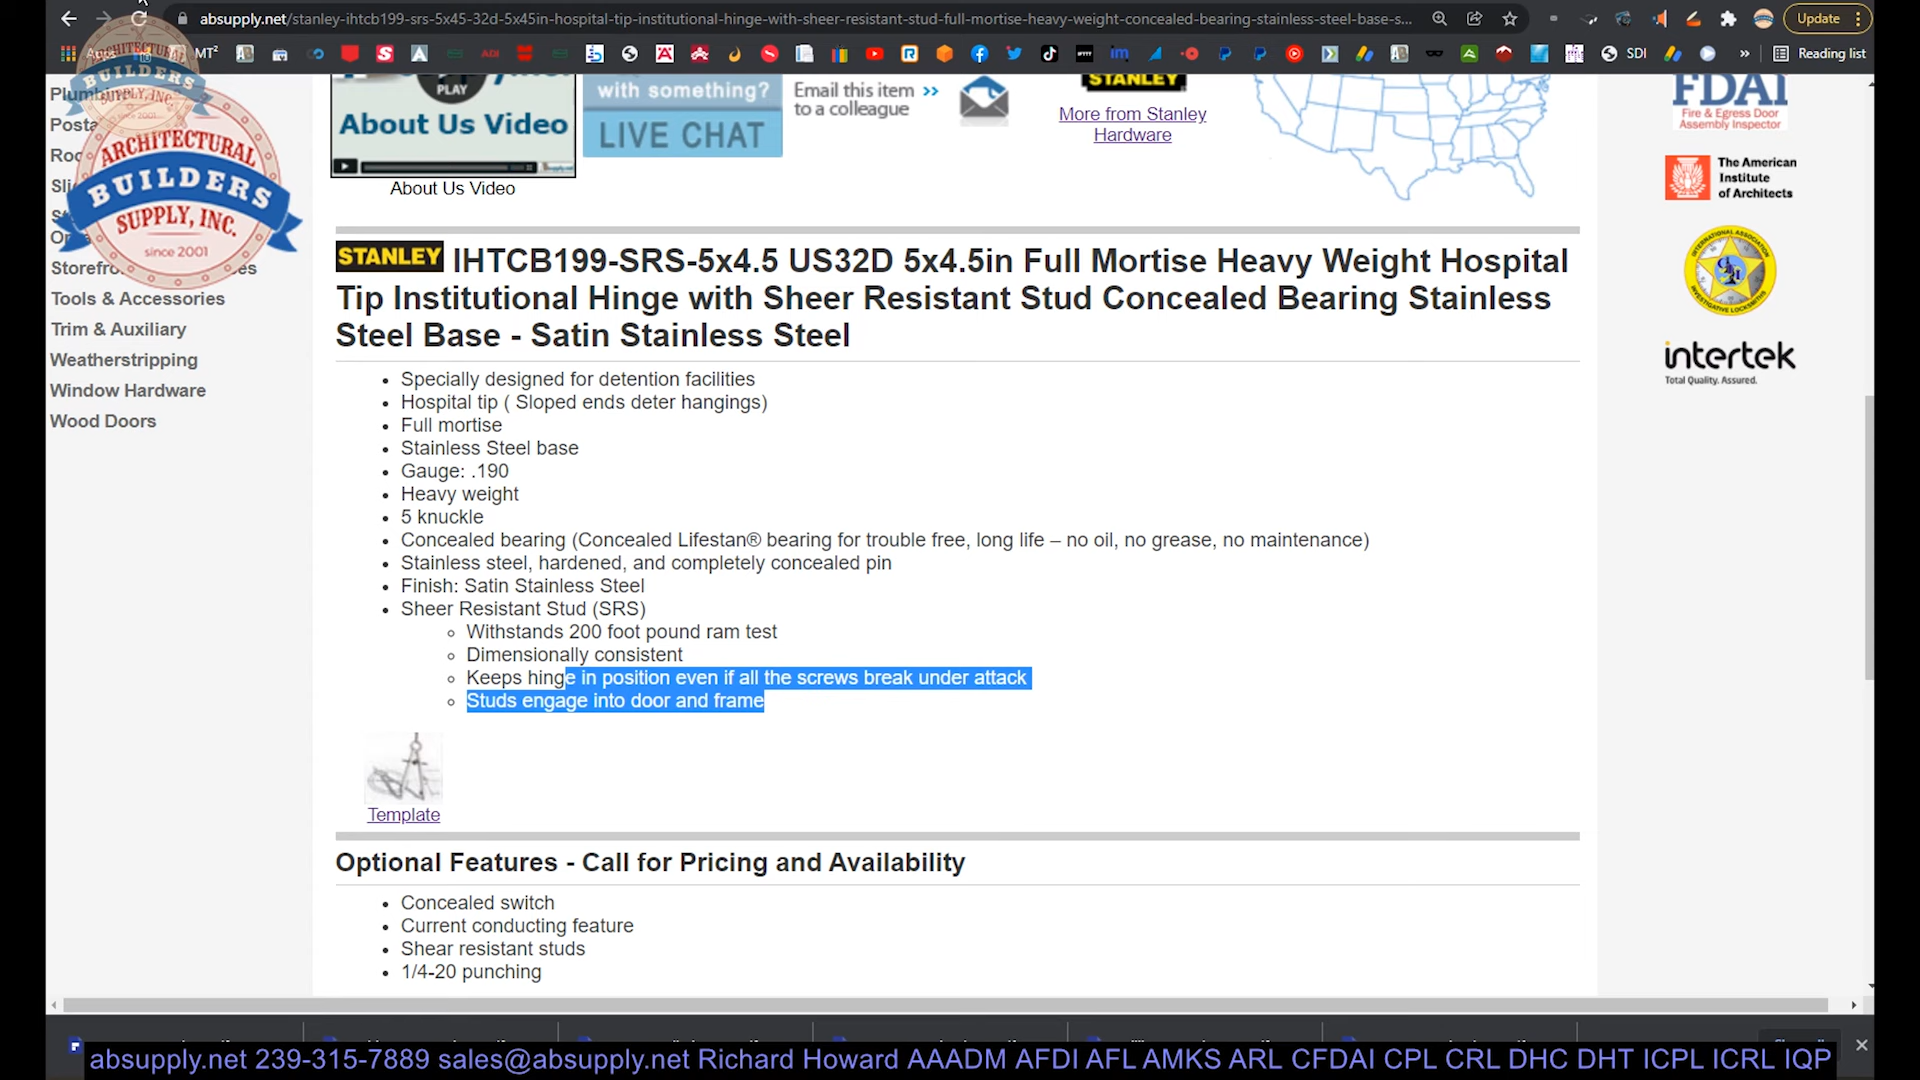 absupply.net/stanley-ihtcb199-srs-5x45-32d-5x45in-hospital-tip-institutional-hinge-with-sheer-resistant-stud-full-mortise-heavy-weight-concealed-bearing-stainless-steel-base-s...
Update
MT²
SDI
Reading list
ARCHITECTURAL
BUILDERS
SUPPLY, INC.
since 2001
ARCHITECTURAL
BUILDERS
SUPPLY, INC.
since 2001
Storefro
Tools & Accessories
Trim & Auxiliary
Weatherstripping
Window Hardware
Wood Doors
PLAY
About Us Video
About Us Video
with something?
LIVE CHAT
Email this item >>
to a colleague
STANLEY
More from Stanley
Hardware
FDAI
Fire & Egress Door
Assembly Inspector
The American
Institute
of Architects
INTERNATIONAL ASSOCIATION
INVESTIGATIVE LOCKSMITHS
intertek
Total Quality. Assured.
STANLEY IHTCB199-SRS-5x4.5 US32D 5x4.5in Full Mortise Heavy Weight Hospital
Tip Institutional Hinge with Sheer Resistant Stud Concealed Bearing Stainless
Steel Base - Satin Stainless Steel
Specially designed for detention facilities
Hospital tip ( Sloped ends deter hangings)
Full mortise
Stainless Steel base
Gauge: .190
Heavy weight
5 knuckle
Concealed bearing (Concealed Lifestan® bearing for trouble free, long life – no oil, no grease, no maintenance)
Stainless steel, hardened, and completely concealed pin
Finish: Satin Stainless Steel
Sheer Resistant Stud (SRS)
Withstands 200 foot pound ram test
Dimensionally consistent
Keeps hinge in position even if all the screws break under attack
Studs engage into door and frame
Template
Optional Features - Call for Pricing and Availability
Concealed switch
Current conducting feature
Shear resistant studs
1/4-20 punching
absupply.net 239-315-7889 sales@absupply.net Richard Howard AAADM AFDI AFL AMKS ARL CFDAI CPL CRL DHC DHT ICPL ICRL IQP